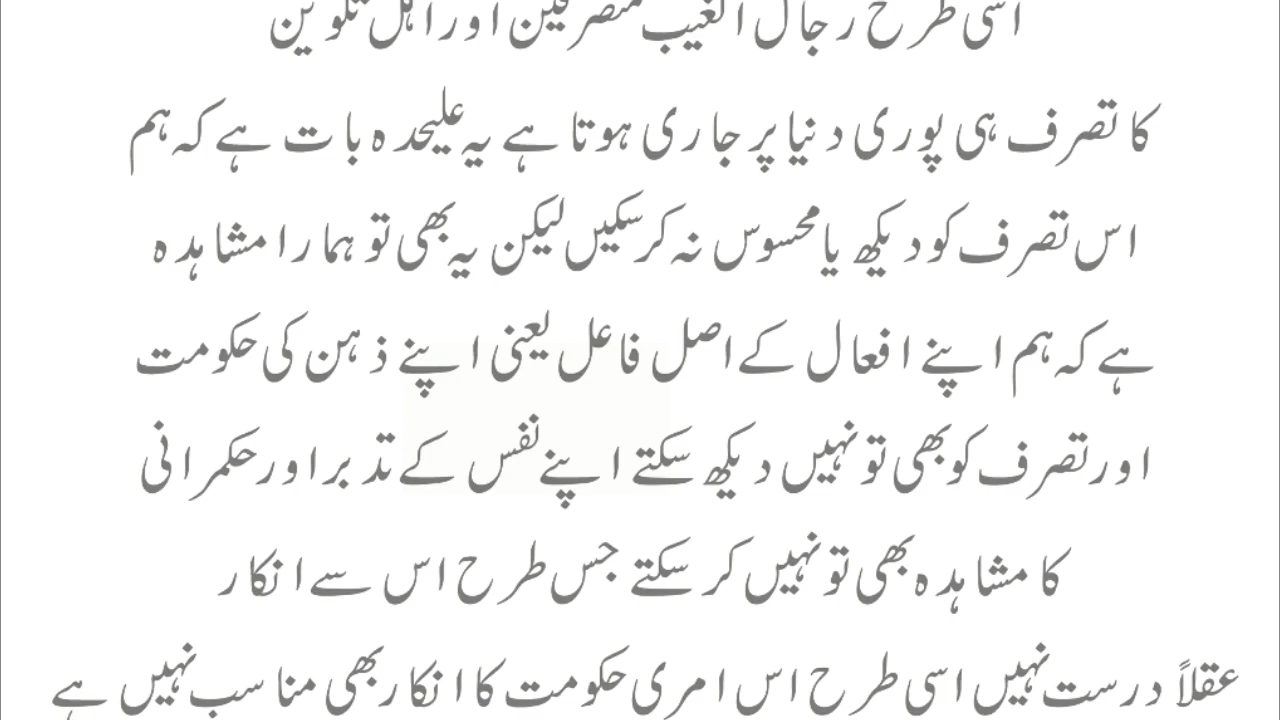 اسی طرح رجال الغیب متصرفین اور اہل تکوین
کا تصرف ہی پوری دنیا پر جاری ہوتا ہے یہ علیحدہ بات ہے کہ ہم
اس تصرف کو دیکھ یا محسوس نہ کر سکیں لیکن یہ بھی تو ہمارا مشاہدہ
ہے کہ ہم اپنے افعال کے اصل فاعل یعنی اپنے ذہن کی حکومت
اور تصرف کو بھی تو نہیں دیکھ سکتے اپنے نفس کے تدبر اور حکمرانی
کا مشاہدہ بھی تو نہیں کر سکتے جس طرح اس سے انکار
عقلاً درست نہیں اسی طرح اس امری حکومت کا انکار بھی مناسب نہیں ہے